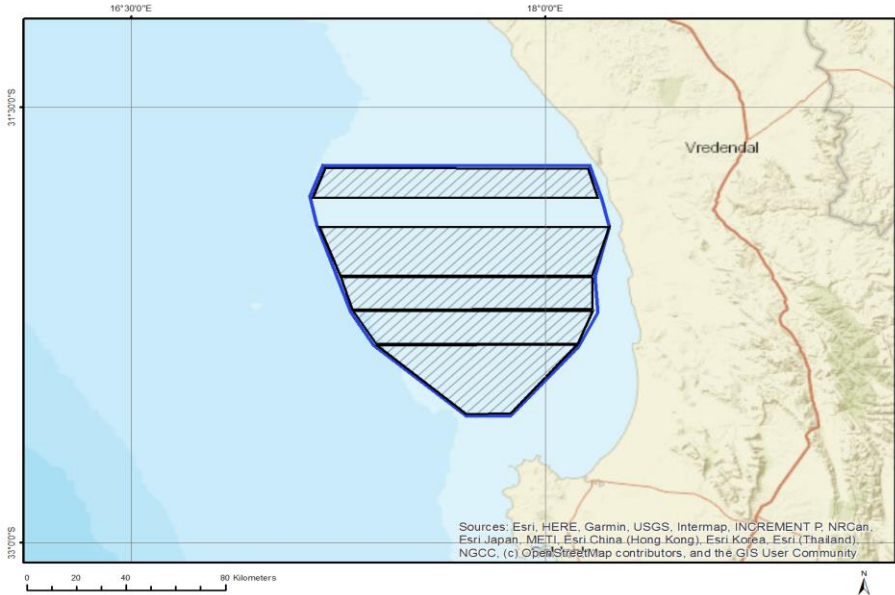 16°30'0"E 18°0'0"E
31°30'0"S
Vredendal
Sources: Esri, HERE, Garmin, USGS, Intermap, INCREMENT P, NRCan,
Esri Japan, METI, Esri China (Hong Kong), Esri Korea, Esri (Thailand),
NGCC, (c) OpenStreetMap contributors, and the GIS User Community
33°0'0"S
0 20 40 80 Kilometers
N